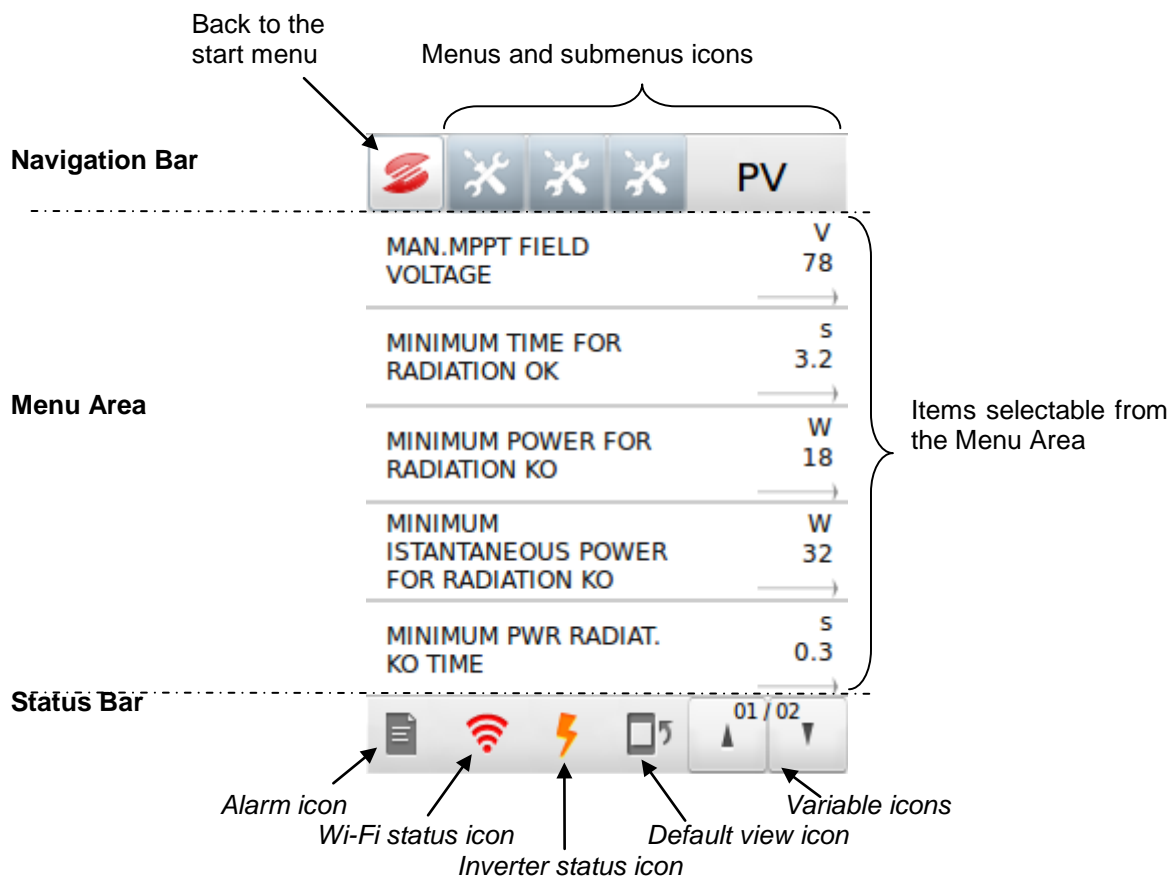 Back to the
start menu
Menus and submenus icons
Navigation Bar
PV
MAN.MPPT FIELD
VOLTAGE
V
78
MINIMUM TIME FOR
RADIATION OK
s
3.2
Menu Area
MINIMUM POWER FOR
RADIATION KO
W
18
Items selectable from
the Menu Area
MINIMUM
ISTANTANEOUS POWER
FOR RADIATION KO
W
32
MINIMUM PWR RADIAT.
KO TIME
s
0.3
Status Bar
01 / 02
Alarm icon
Variable icons
Wi-Fi status icon
Default view icon
Inverter status icon